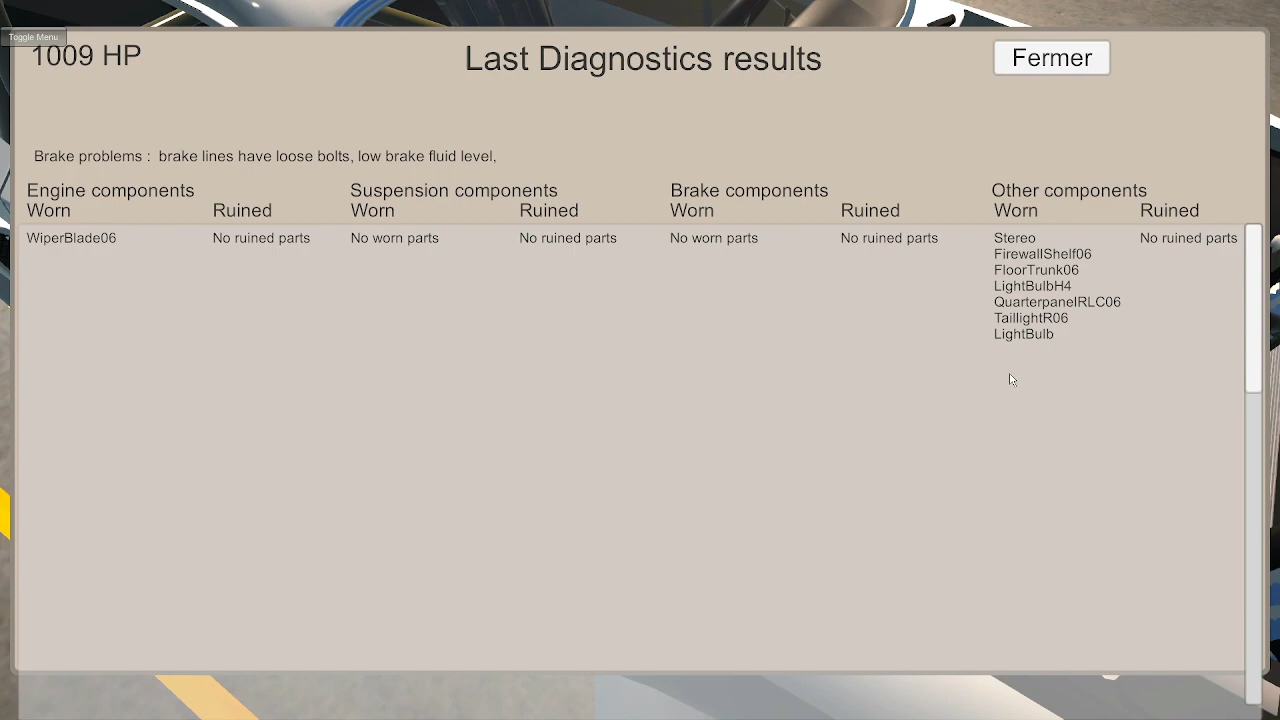 Toggle Menu
1009 HP
Last Diagnostics results
Fermer
Brake problems : brake lines have loose bolts, low brake fluid level,
Engine components
Worn
Ruined
WiperBlade06
No ruined parts
Suspension components
Worn
Ruined
No worn parts
No ruined parts
Brake components
Worn
Ruined
No worn parts
No ruined parts
Other components
Worn
Ruined
Stereo
FirewallShelf06
FloorTrunk06
LightBulbH4
QuarterpanelRLC06
TaillightR06
LightBulb
No ruined parts